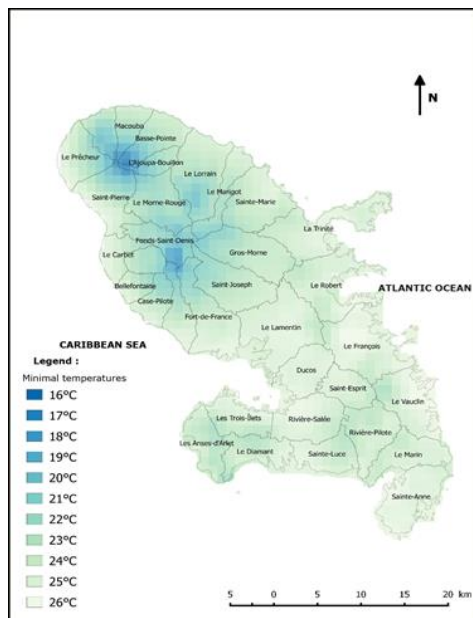 N
Macouba
Basse-Pointe
Le Prêcheur
L'Ajoupa-Bouillon
Le Lorrain
Le Marigot
Saint-Pierre
Le Morne-Rouge
Sainte-Marie
La Trinité
Fonds-Saint-Denis
Gros-Morne
Le Carbet
Bellefontaine
Saint-Joseph
Le Robert
ATLANTIC OCEAN
Case-Pilote
Fort-de-France
Le Lamentin
CARIBBEAN SEA
Le François
Legend :
Ducos
Minimal temperatures
Saint-Esprit
Le Vauclin
16°C
17°C
18°C
19°C
20°C
21°C
22°C
23°C
24°C
25°C
26°C
Les Trois-Îlets
Rivière-Salée
Rivière-Pilote
Les Anses-d'Arlet
Le Diamant
Sainte-Luce
Le Marin
Sainte-Anne
5 0 5 10 15 20 km